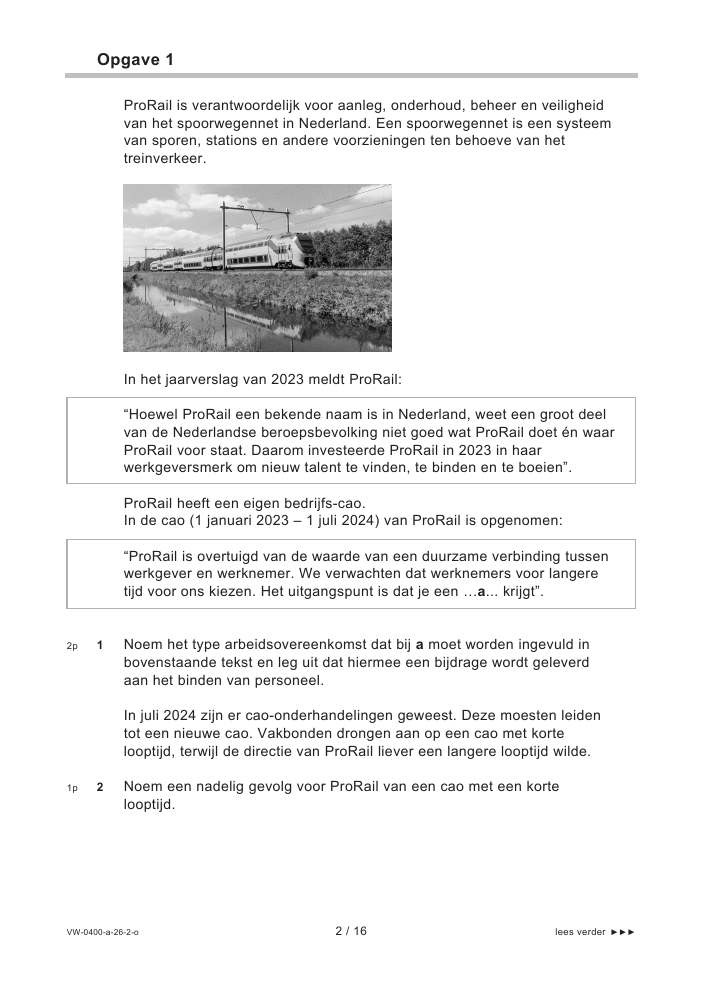 Opgave 1
ProRail is verantwoordelijk voor aanleg, onderhoud, beheer en veiligheid
van het spoorwegennet in Nederland. Een spoorwegennet is een systeem
van sporen, stations en andere voorzieningen ten behoeve van het
treinverkeer.
In het jaarverslag van 2023 meldt ProRail:
“Hoewel ProRail een bekende naam is in Nederland, weet een groot deel
van de Nederlandse beroepsbevolking niet goed wat ProRail doet én waar
ProRail voor staat. Daarom investeerde ProRail in 2023 in haar
werkgeversmerk om nieuw talent te vinden, te binden en te boeien”.
ProRail heeft een eigen bedrijfs-cao.
In de cao (1 januari 2023 – 1 juli 2024) van ProRail is opgenomen:
“ProRail is overtuigd van de waarde van een duurzame verbinding tussen
werkgever en werknemer. We verwachten dat werknemers voor langere
tijd voor ons kiezen. Het uitgangspunt is dat je een …a... krijgt”.
2p 1 Noem het type arbeidsovereenkomst dat bij a moet worden ingevuld in
bovenstaande tekst en leg uit dat hiermee een bijdrage wordt geleverd
aan het binden van personeel.
In juli 2024 zijn er cao-onderhandelingen geweest. Deze moesten leiden
tot een nieuwe cao. Vakbonden drongen aan op een cao met korte
looptijd, terwijl de directie van ProRail liever een langere looptijd wilde.
1p 2 Noem een nadelig gevolg voor ProRail van een cao met een korte
looptijd.
VW-0400-a-26-2-o 2 / 16 lees verder ►►►